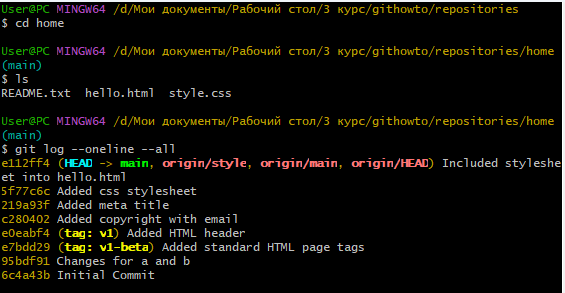 User@PC MINGW64 /d/Мои документы/Рабочий стол/3 курс/githowto/repositories
$ cd home
User@PC MINGW64 /d/Мои документы/Рабочий стол/3 курс/githowto/repositories/home
(main)
$ ls
README.txt  hello.html  style.css
User@PC MINGW64 /d/Мои документы/Рабочий стол/3 курс/githowto/repositories/home
(main)
$ git log --oneline --all
e112ff4 (HEAD -> main, origin/style, origin/main, origin/HEAD) Included styleshe
et into hello.html
5f77c6c Added css stylesheet
219a93f Added meta title
c280402 Added copyright with email
e0eabf4 (tag: v1) Added HTML header
e7bdd29 (tag: v1-beta) Added standard HTML page tags
95bdf91 Changes for a and b
6c4a43b Initial Commit